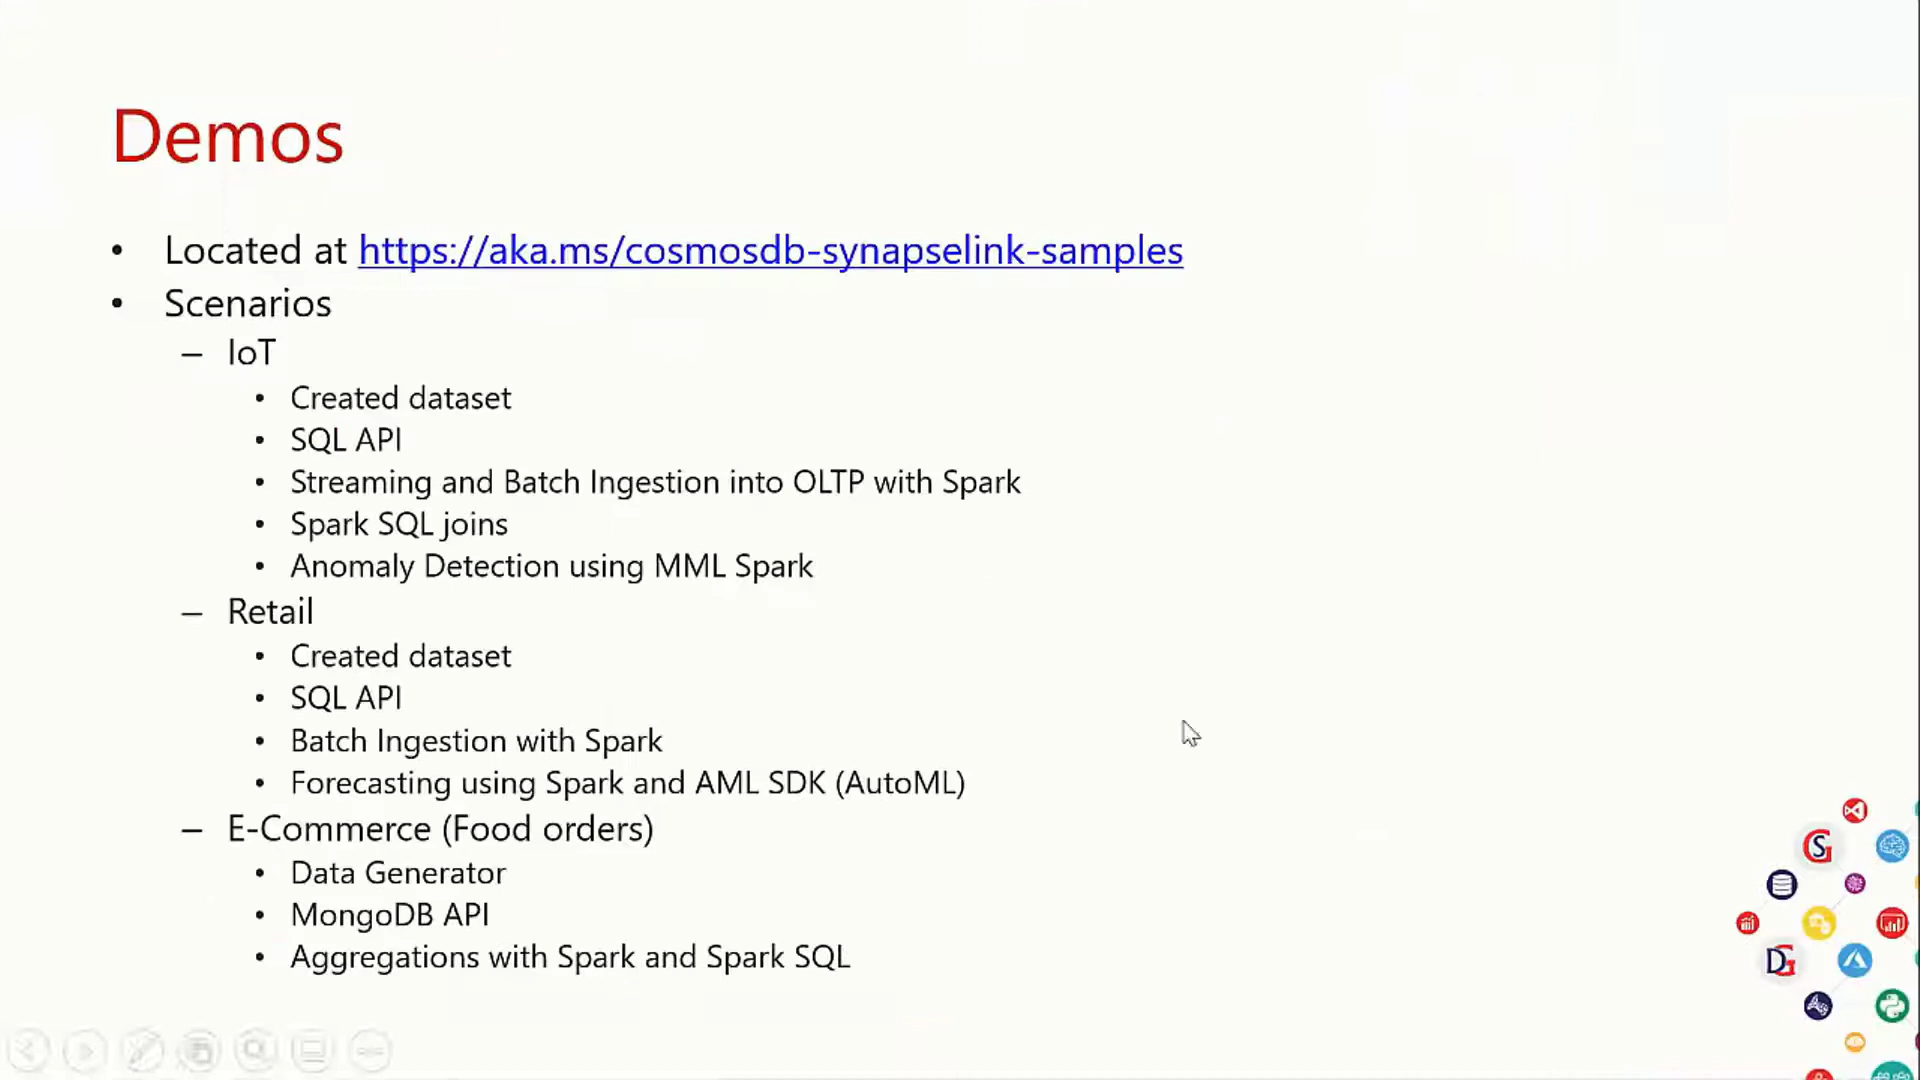 Demos
• Located at https://aka.ms/cosmosdb-synapselink-samples
• Scenarios
– IoT
• Created dataset
• SQL API
• Streaming and Batch Ingestion into OLTP with Spark
• Spark SQL joins
• Anomaly Detection using MML Spark
– Retail
• Created dataset
• SQL API
• Batch Ingestion with Spark
• Forecasting using Spark and AML SDK (AutoML)
– E-Commerce (Food orders)
• Data Generator
• MongoDB API
• Aggregations with Spark and Spark SQL
SG
DG